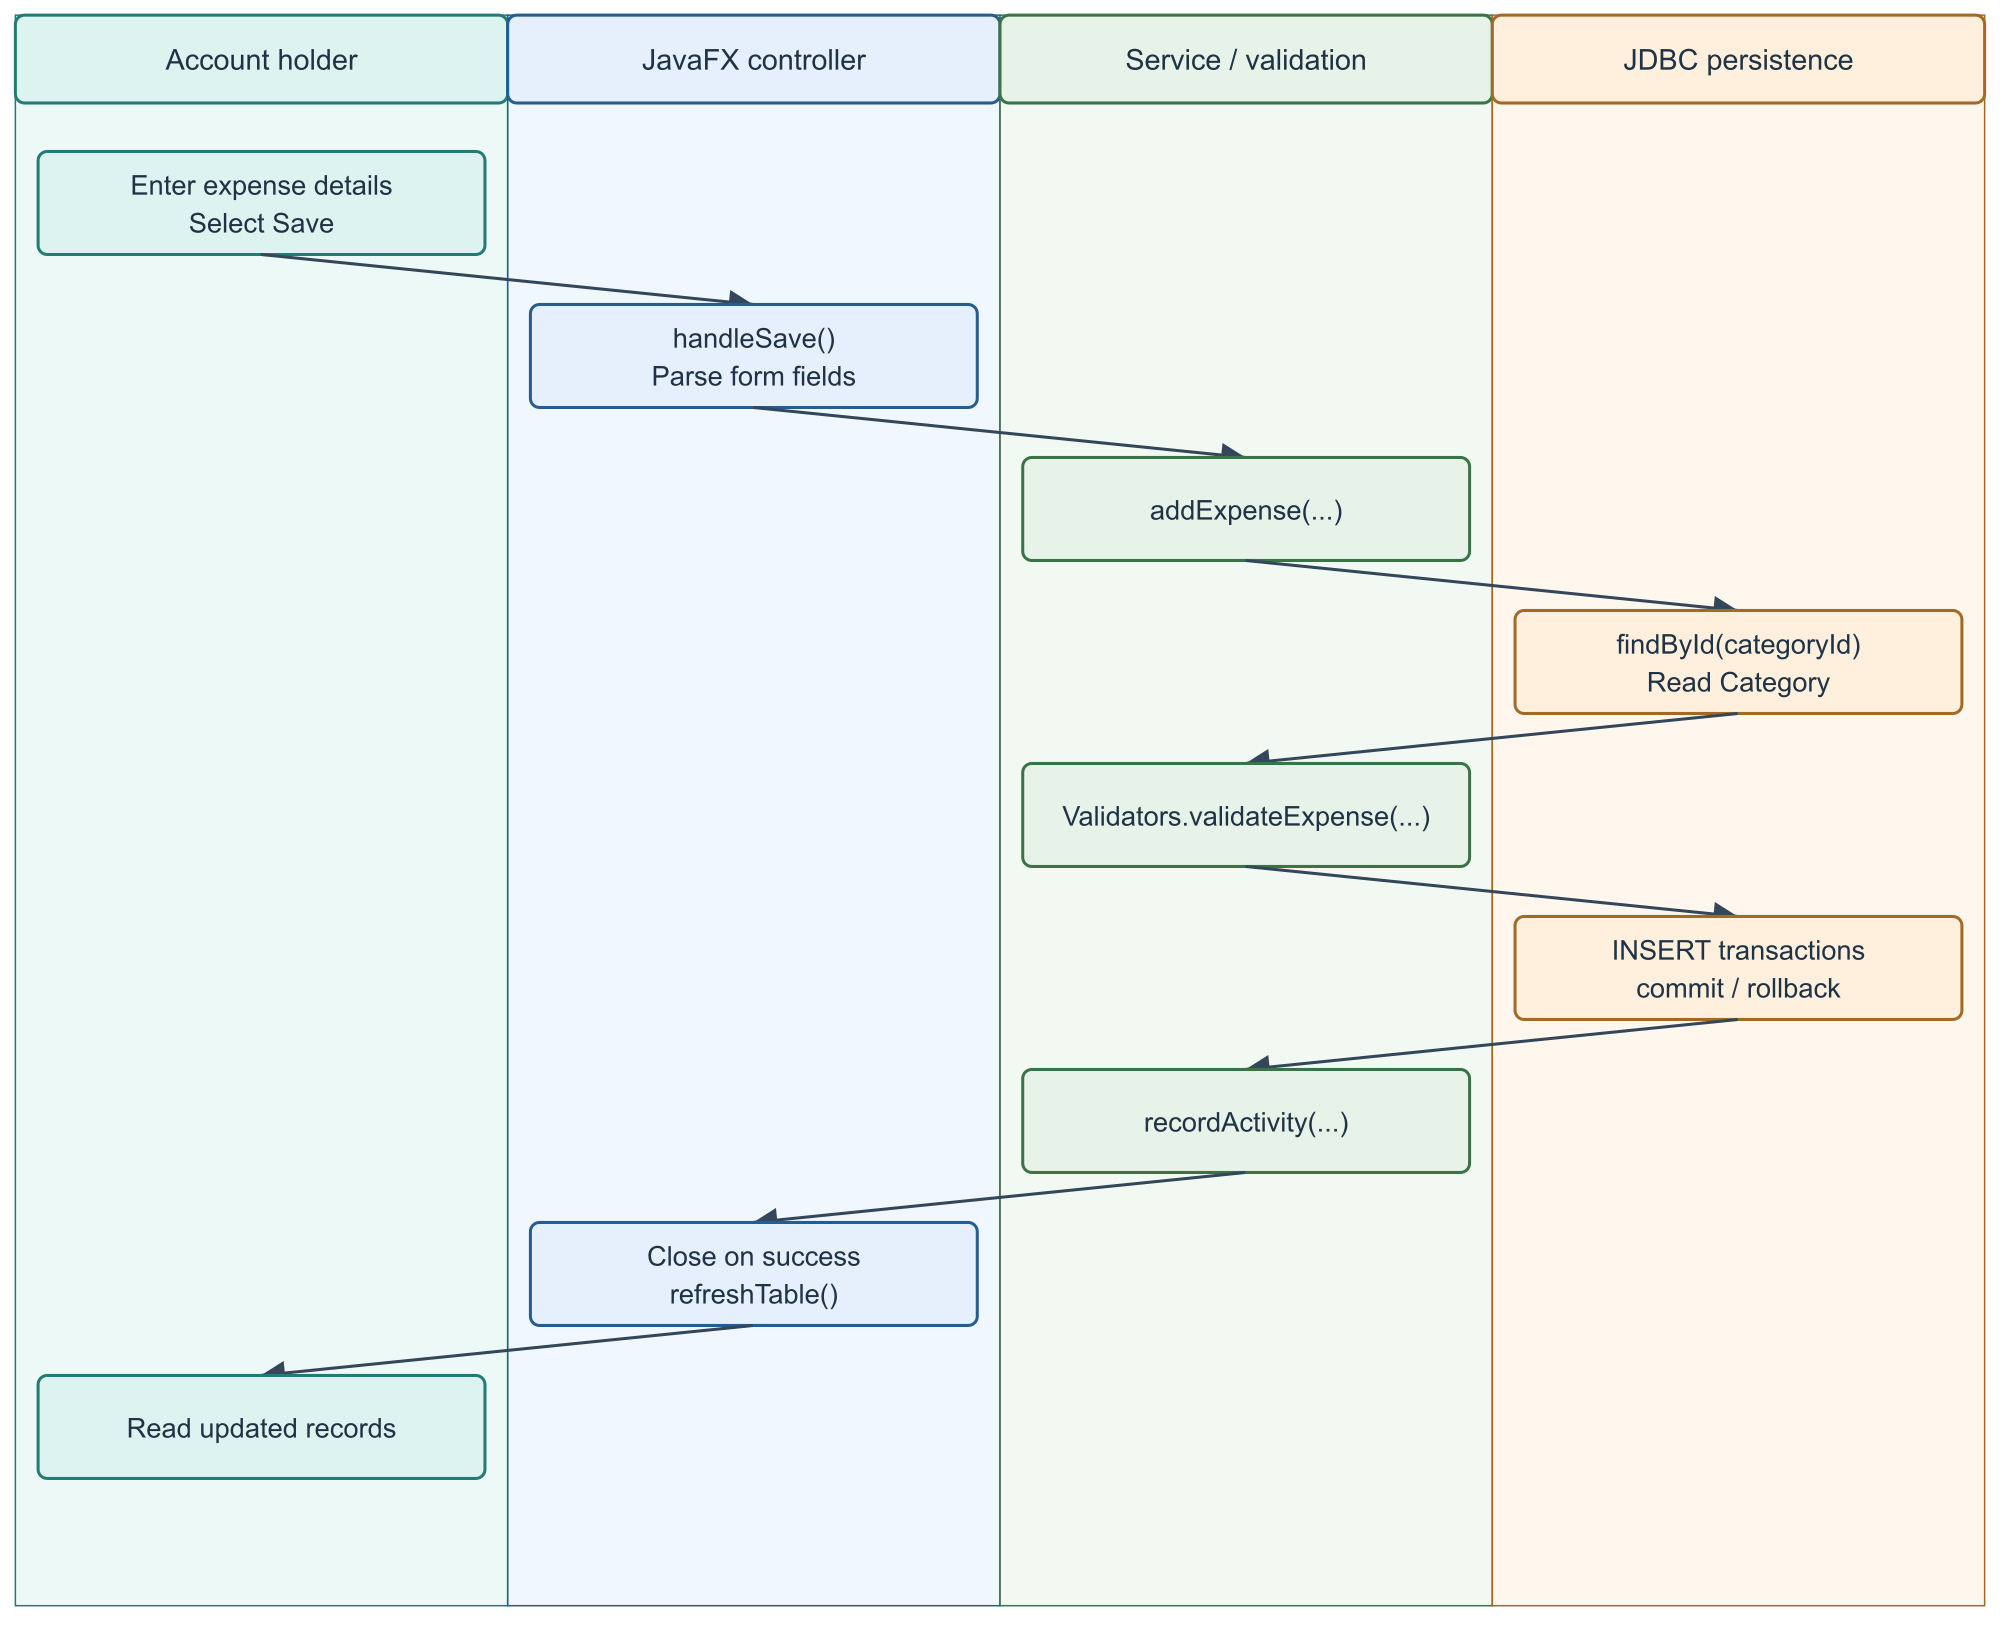 Account holder
JavaFX controller
Service / validation
JDBC persistence
Enter expense details
Select Save
handleSave()
Parse form fields
addExpense(...)
findById(categoryId)
Read Category
Validators.validateExpense(...)
INSERT transactions
commit / rollback
recordActivity(...)
Close on success
refreshTable()
Read updated records